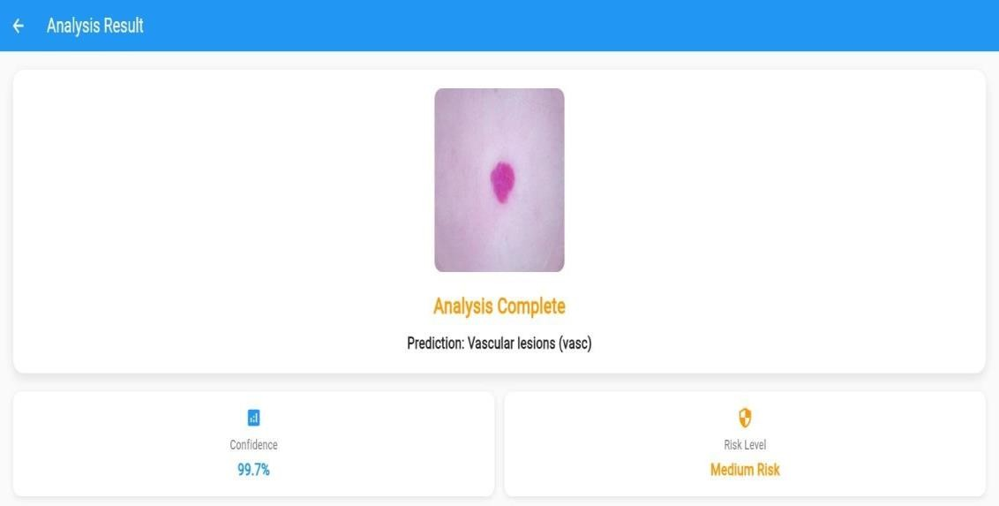 Analysis Result
Analysis Complete
Prediction: Vascular lesions (vasc)
Confidence
99.7%
Risk Level
Medium Risk